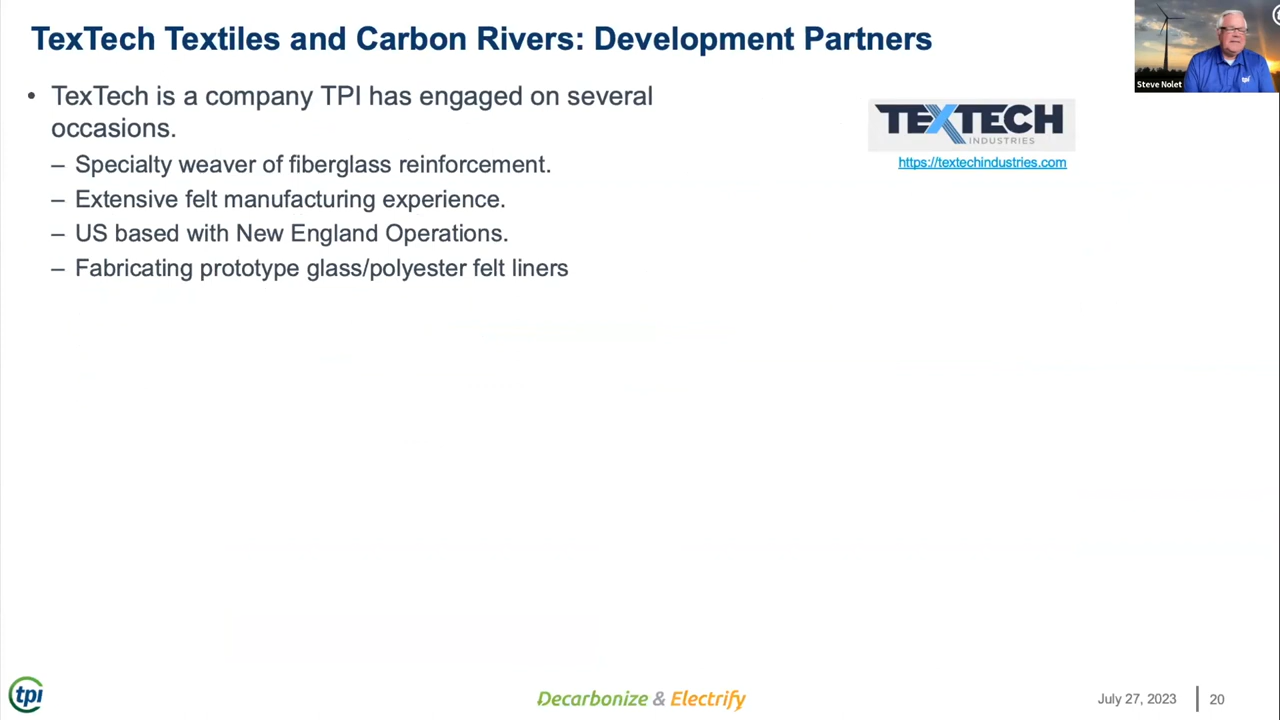 TexTech Textiles and Carbon Rivers: Development Partners
• TexTech is a company TPI has engaged on several
occasions.
– Specialty weaver of fiberglass reinforcement.
– Extensive felt manufacturing experience.
– US based with New England Operations.
– Fabricating prototype glass/polyester felt liners
TEXTECH
INDUSTRIES
https://textechindustries.com
Steve Nolet
tpi
tpi
Decarbonize & Electrify
July 27, 2023 20